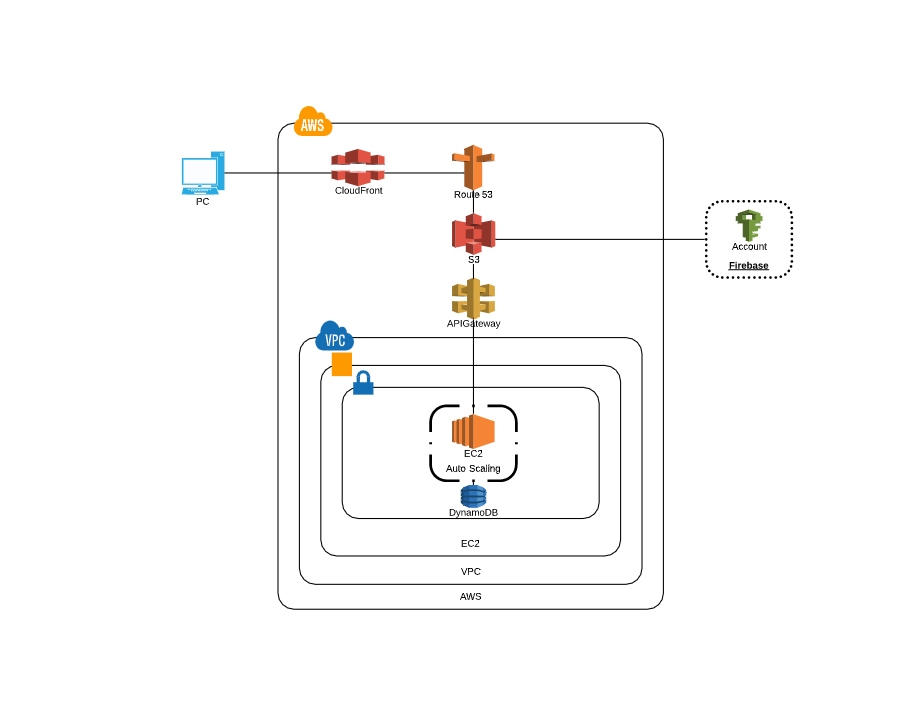 AWS
PC
CloudFront
Route 53
S3
Account
Firebase
APIGateway
VPC
EC2
Auto Scaling
DynamoDB
EC2
VPC
AWS